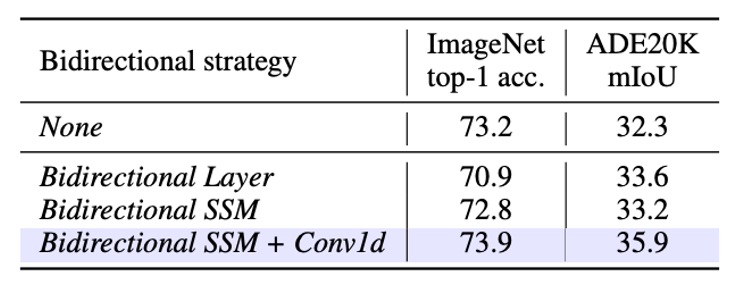 Bidirectional strategy ImageNet top-1 acc. ADE20K mIoU
None 73.2 32.3
Bidirectional Layer 70.9 33.6
Bidirectional SSM 72.8 33.2
Bidirectional SSM + Conv1d 73.9 35.9